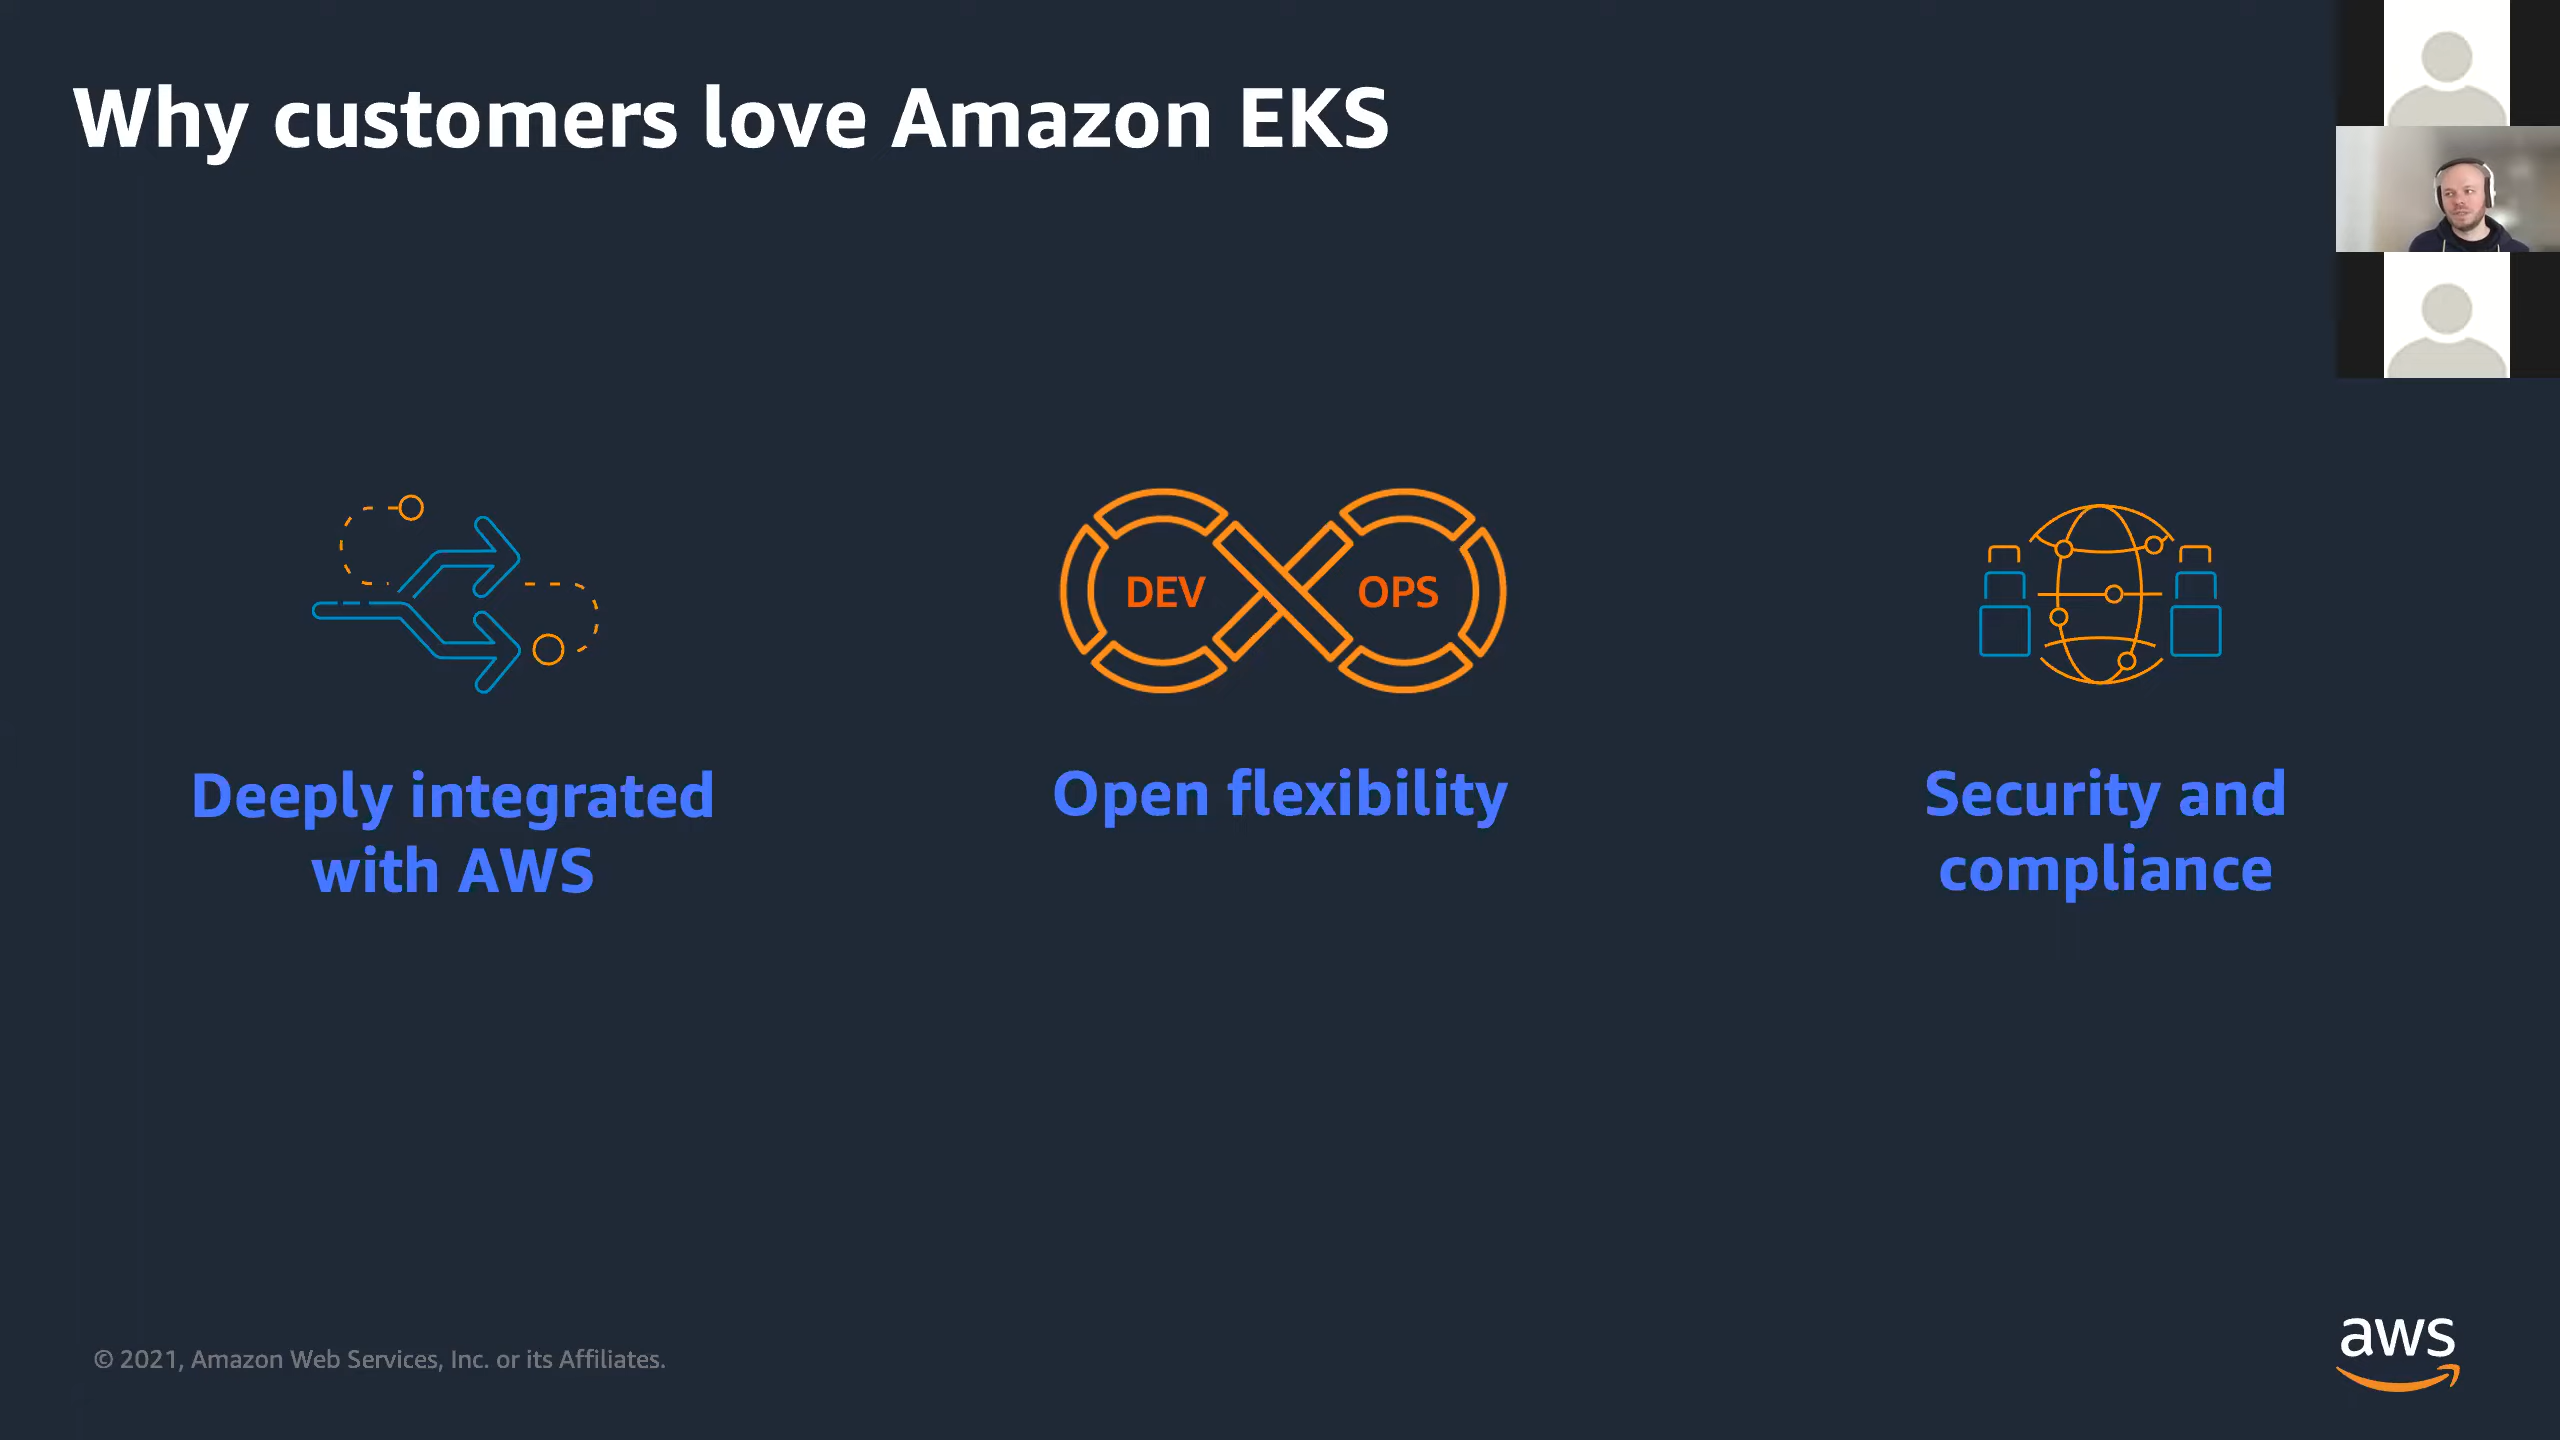 Why customers love Amazon EKS
DEV
OPS
Deeply integrated
with AWS
Open flexibility
Security and
compliance
© 2021, Amazon Web Services, Inc. or its Affiliates.
aws